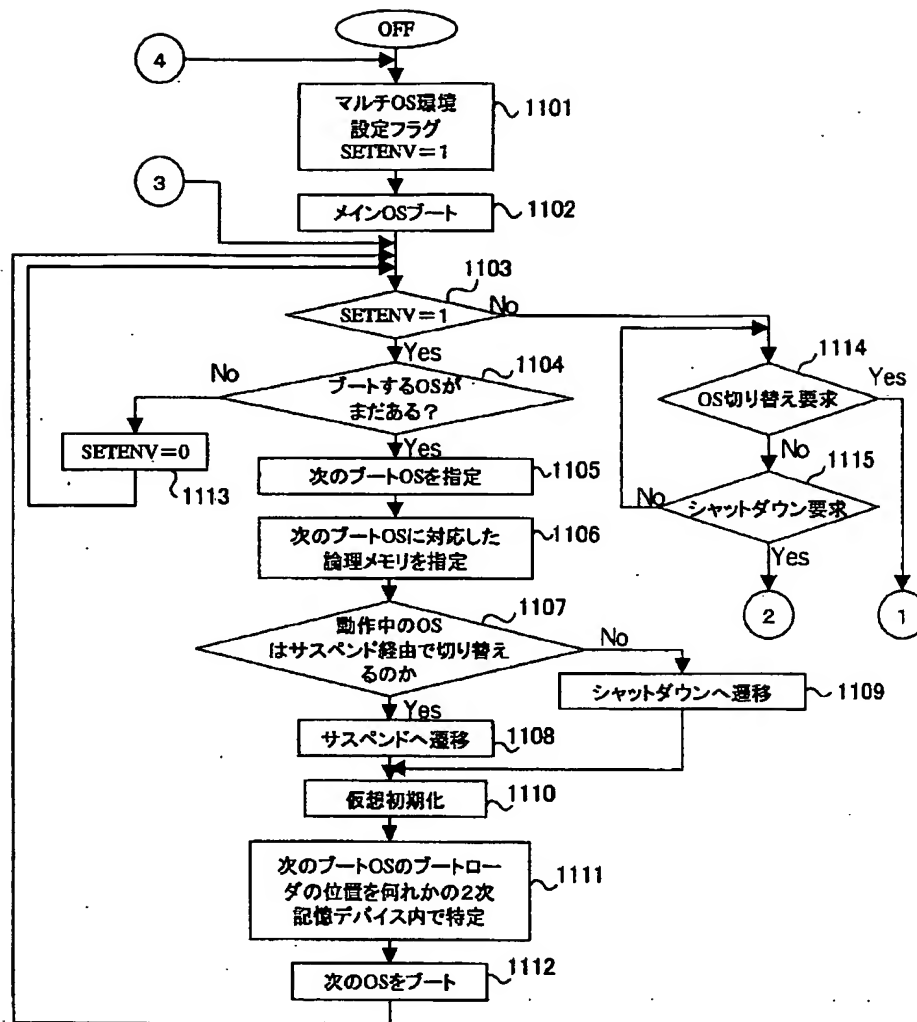 OFF
4
マルチOS環境
設定フラグ
SETENV=1
1101
3
メインOSブート
1102
1103
SETENV=1
No
Yes
1104
ブートするOSが
まだある?
No
Yes
1114
OS切り替え要求
Yes
No
SETENV=0
1113
次のブートOSを指定
1105
1115
シャットダウン要求
No
Yes
次のブートOSに対応した
論理メモリを指定
1106
2
1
1107
動作中のOS
はサスペンド経由で切り替え
るのか
No
Yes
シャットダウンへ遷移
1109
サスペンドへ遷移
1108
仮想初期化
1110
次のブートOSのブートロー
ダの位置を何れかの2次
記憶デバイス内で特定
1111
次のOSをブート
1112